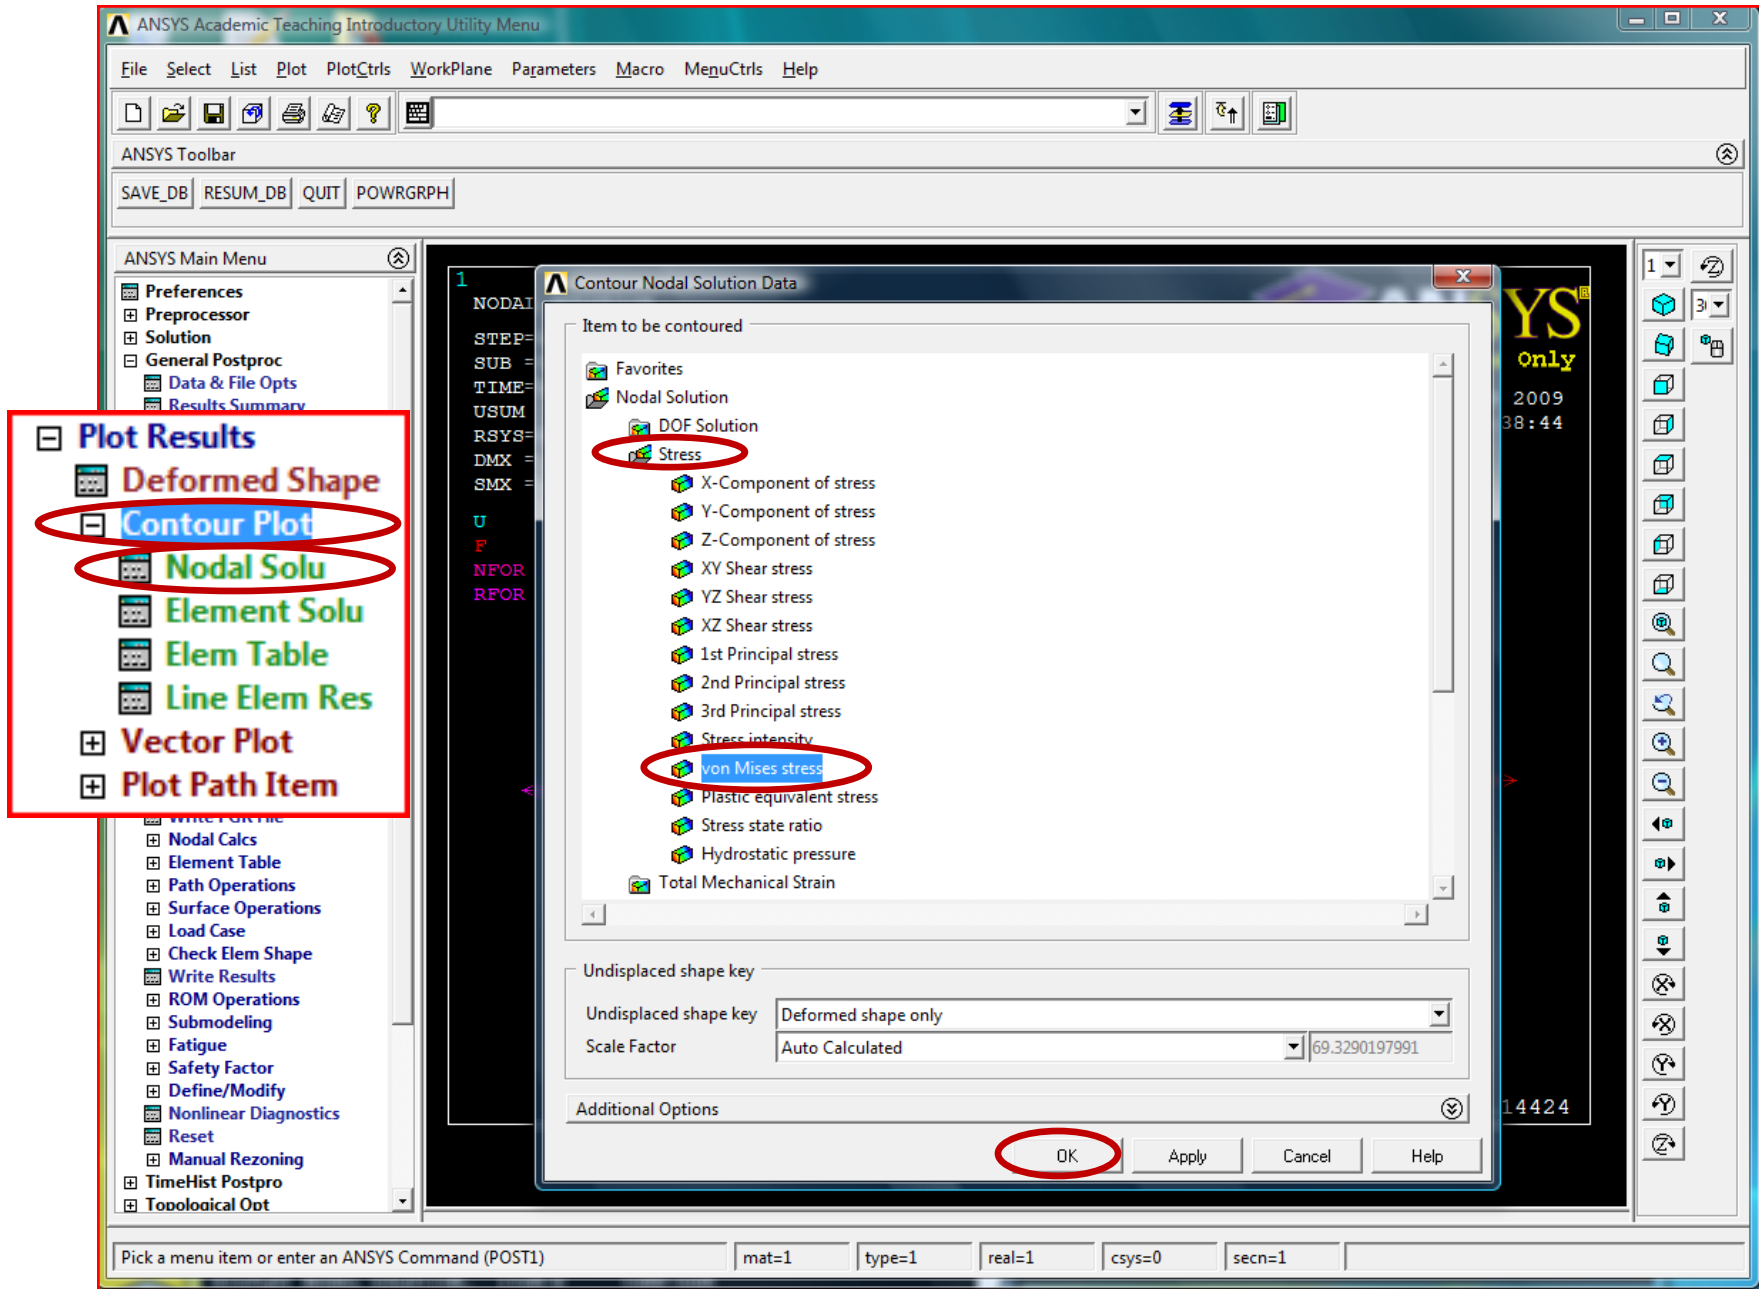 ANSYS Academic Teaching Introductory Utility Menu
File Select List Plot PlotCtrls WorkPlane Parameters Macro MenuCtrls Help
ANSYS Toolbar
SAVE_DB RESUM_DB QUIT POWRGRPH
ANSYS Main Menu
Preferences
Preprocessor
Solution
General Postproc
Data & File Opts
Results Summary
Plot Results
Deformed Shape
Contour Plot
Nodal Solu
Element Solu
Elem Table
Line Elem Res
Vector Plot
Plot Path Item
Nodal Calcs
Element Table
Path Operations
Surface Operations
Load Case
Check Elem Shape
Write Results
ROM Operations
Submodeling
Fatigue
Safety Factor
Define/Modify
Nonlinear Diagnostics
Reset
Manual Rezoning
TimeHist Postpro
Topological Opt
1
NODAL
STEP=
SUB =
TIME=
USUM
RSYS=
DMX =
SMX =
U
F
NFOR
RFOR
YS
Only
2009
38:44
14424
Contour Nodal Solution Data
X
Item to be contoured
Favorites
Nodal Solution
DOF Solution
Stress
X-Component of stress
Y-Component of stress
Z-Component of stress
XY Shear stress
YZ Shear stress
XZ Shear stress
1st Principal stress
2nd Principal stress
3rd Principal stress
Stress intensity
von Mises stress
Plastic equivalent stress
Stress state ratio
Hydrostatic pressure
Total Mechanical Strain
Undisplaced shape key
Undisplaced shape key Deformed shape only
Scale Factor Auto Calculated 69.3290197991
Additional Options
OK Apply Cancel Help
1
Pick a menu item or enter an ANSYS Command (POST1) mat=1 type=1 real=1 csys=0 secn=1